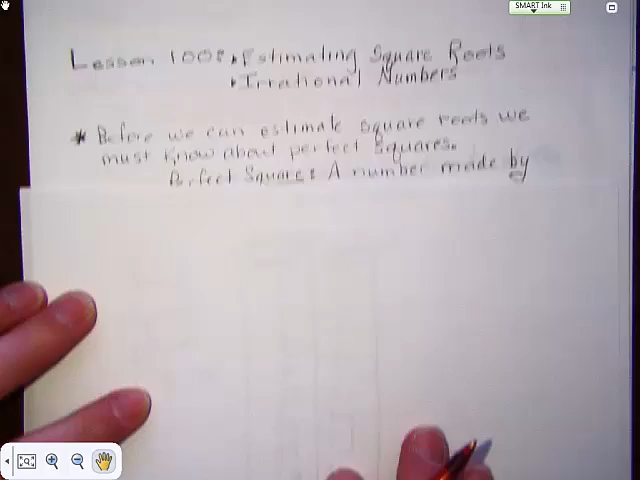 SMART Ink
Lesson 100: • Estimating Square Roots
• Irrational Numbers
* Before we can estimate square roots we
must know about perfect squares.
Perfect Square: A number made by